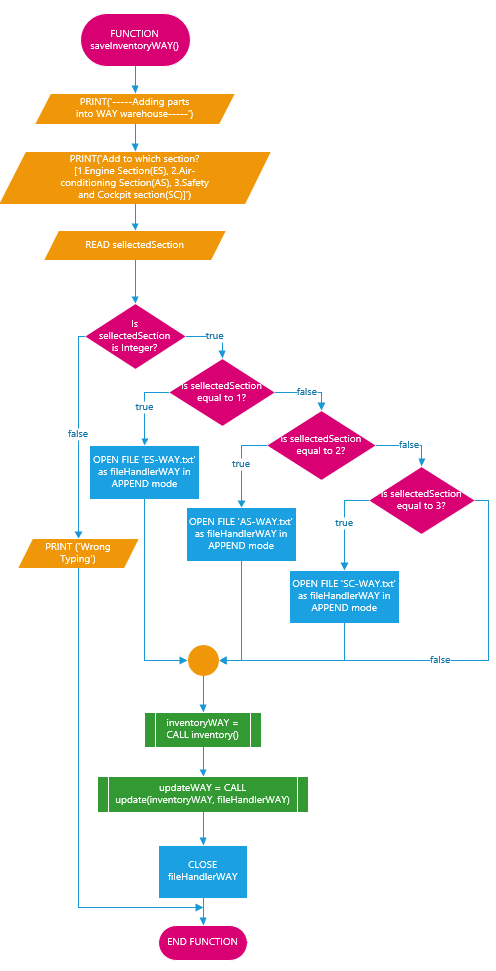 FUNCTION
saveInventoryWAY()
PRINT('-----Adding parts
into WAY warehouse-----')
PRINT('Add to which section?
[1.Engine Section(ES), 2.Air-
conditioning Section(AS), 3.Safety
and Cockpit section(SC)]')
READ sellectedSection
Is
sellectedSection
is Integer?
true
false
Is sellectedSection
equal to 1?
true
false
OPEN FILE 'ES-WAY.txt'
as fileHandlerWAY in
APPEND mode
Is sellectedSection
equal to 2?
true
false
OPEN FILE 'AS-WAY.txt'
as fileHandlerWAY in
APPEND mode
Is sellectedSection
equal to 3?
true
false
OPEN FILE 'SC-WAY.txt'
as fileHandlerWAY in
APPEND mode
PRINT ('Wrong
Typing')
inventoryWAY =
CALL inventory()
updateWAY = CALL
update(inventoryWAY, fileHandlerWAY)
CLOSE
fileHandlerWAY
END FUNCTION